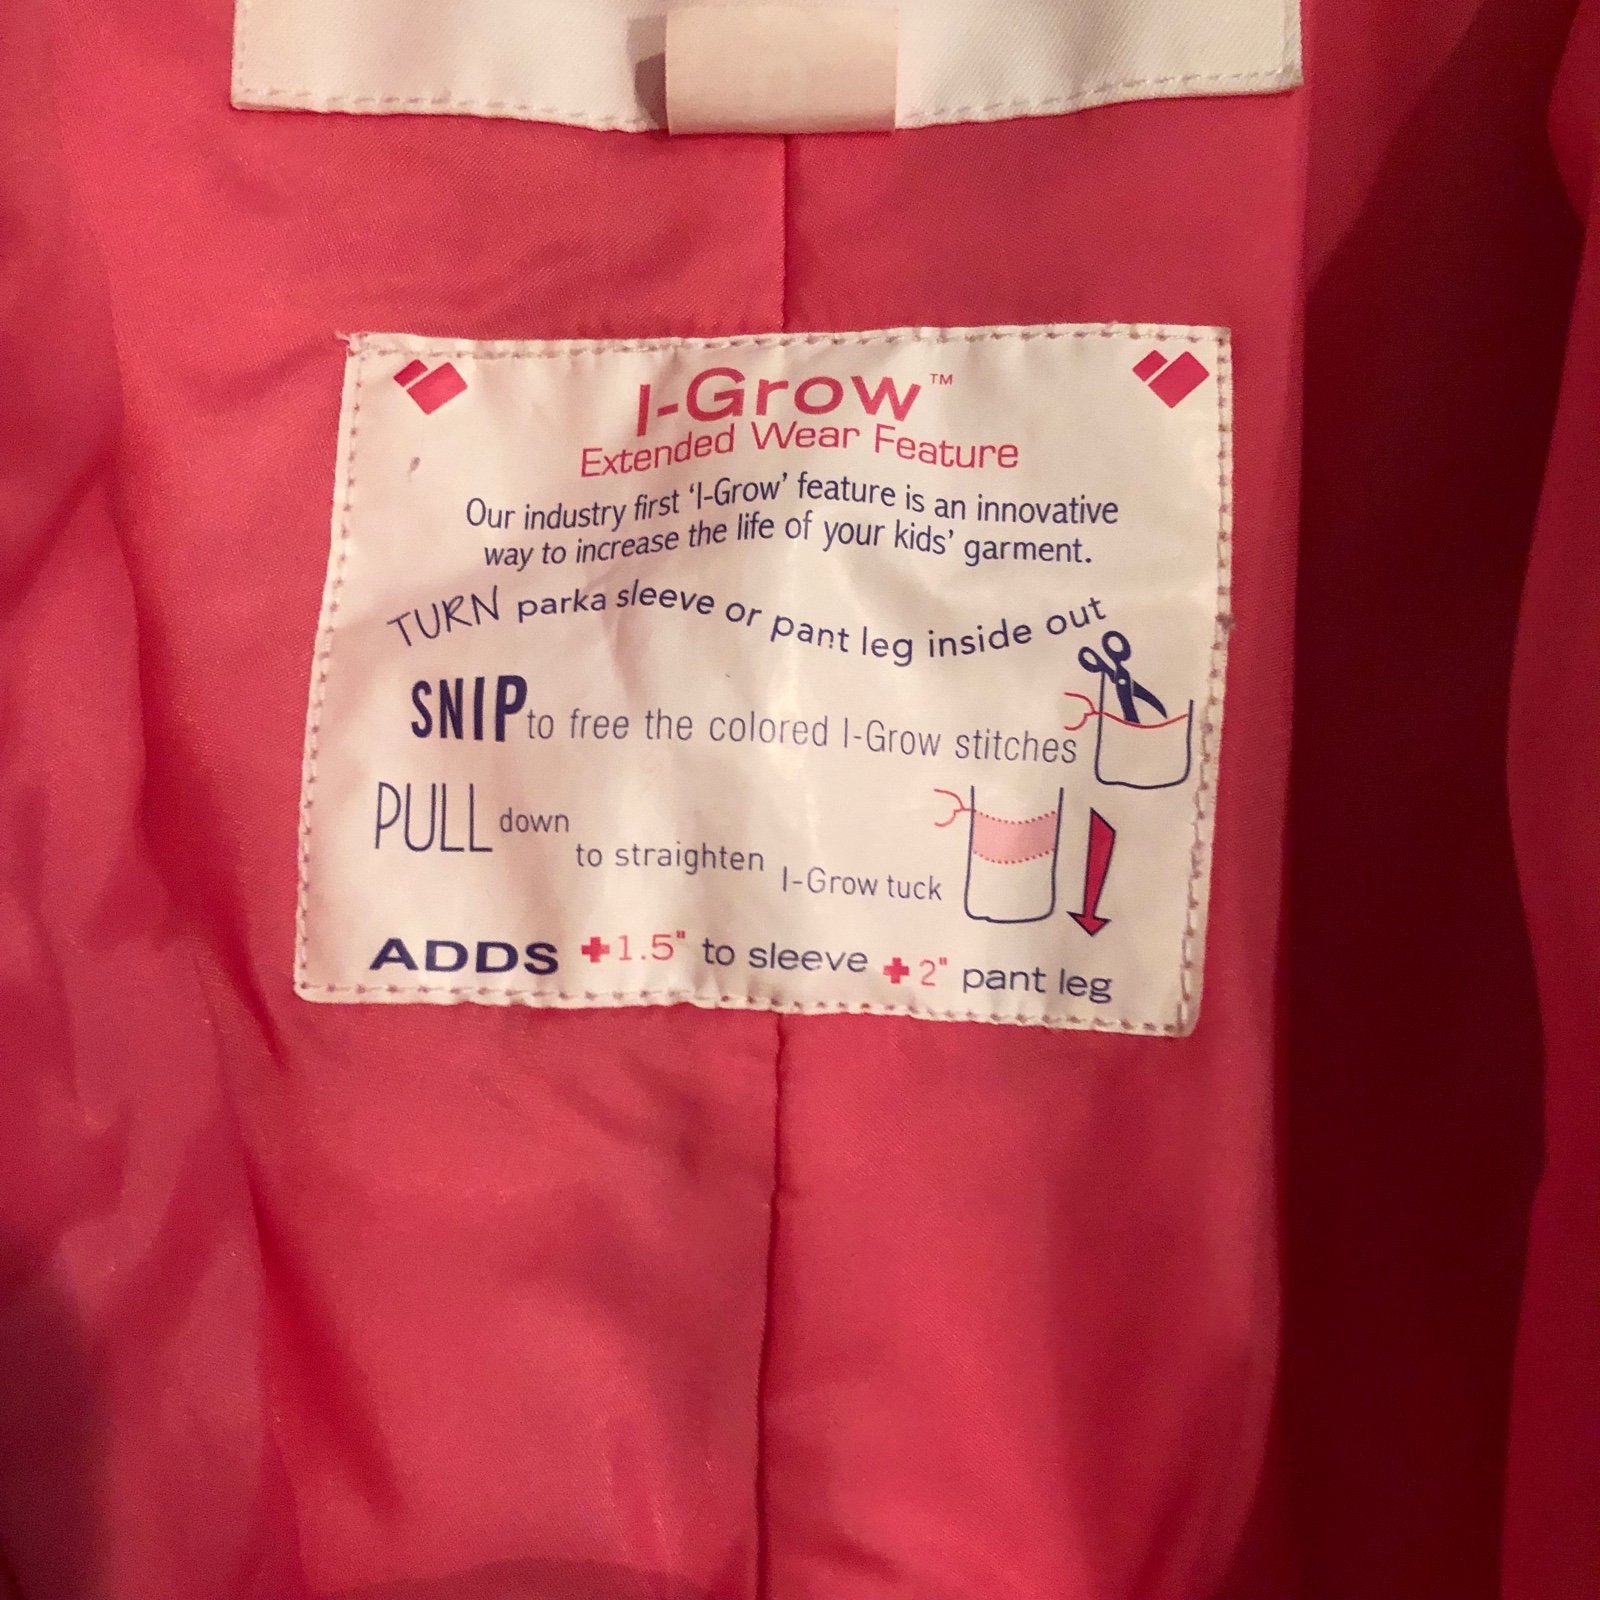 I-Grow™
Extended Wear Feature
Our industry first ‘I-Grow’ feature is an innovative
way to increase the life of your kids’ garment.
TURN parka sleeve or pant leg inside out
SNIP to free the colored I-Grow stitches
PULL down to straighten I-Grow tuck
ADDS +1.5" to sleeve +2" pant leg